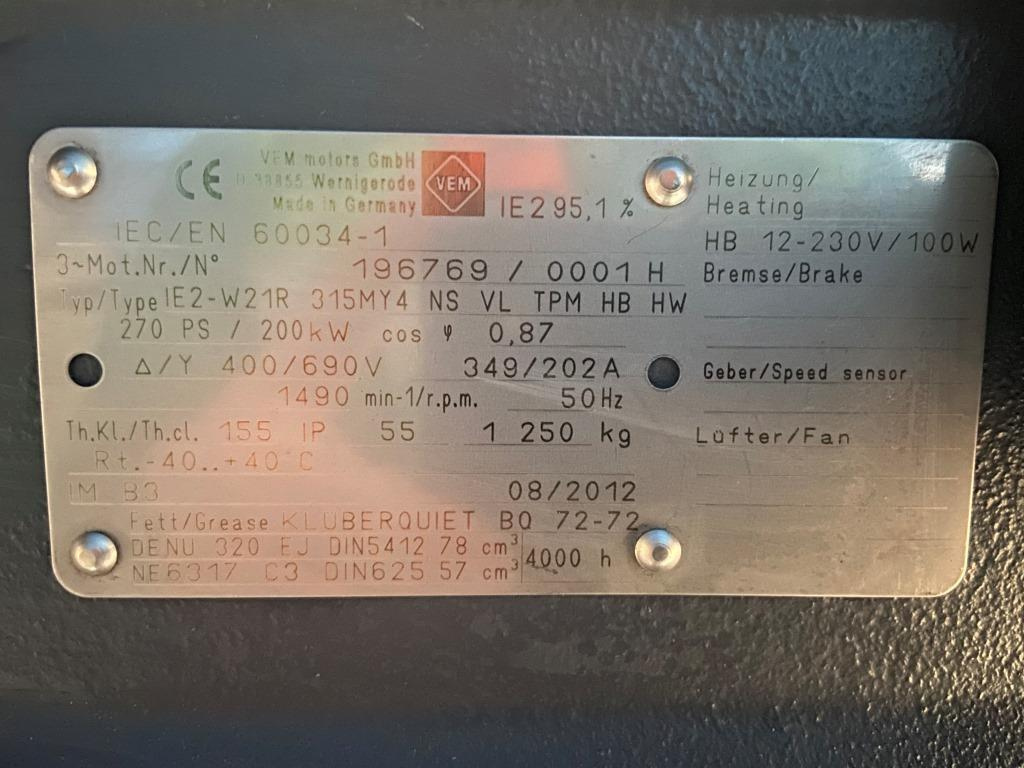 CE
VEM motors GmbH
D 38855 Wernigerode
Made in Germany
VEM
IE2 95,1 %
IEC/EN 60034-1
3~Mot.Nr./N° 196769 / 0001 H
Typ/Type IE2-W21R 315MY4 NS VL TPM HB HW
270 PS / 200kW cos φ 0,87
Δ/Y 400/690V 349/202A
1490 min-1/r.p.m. 50 Hz
Th.Kl./Th.cl. 155 IP 55 1 250 kg
Rt.-40..+40°C
IM B3 08/2012
Fett/Grease KLÜBERQUIET BQ 72-72
DENU 320 EJ DIN5412 78 cm³
NE6317 C3 DIN625 57 cm³
4000 h
Heizung/
Heating
HB 12-230V/100W
Bremse/Brake
Geber/Speed sensor
Lüfter/Fan